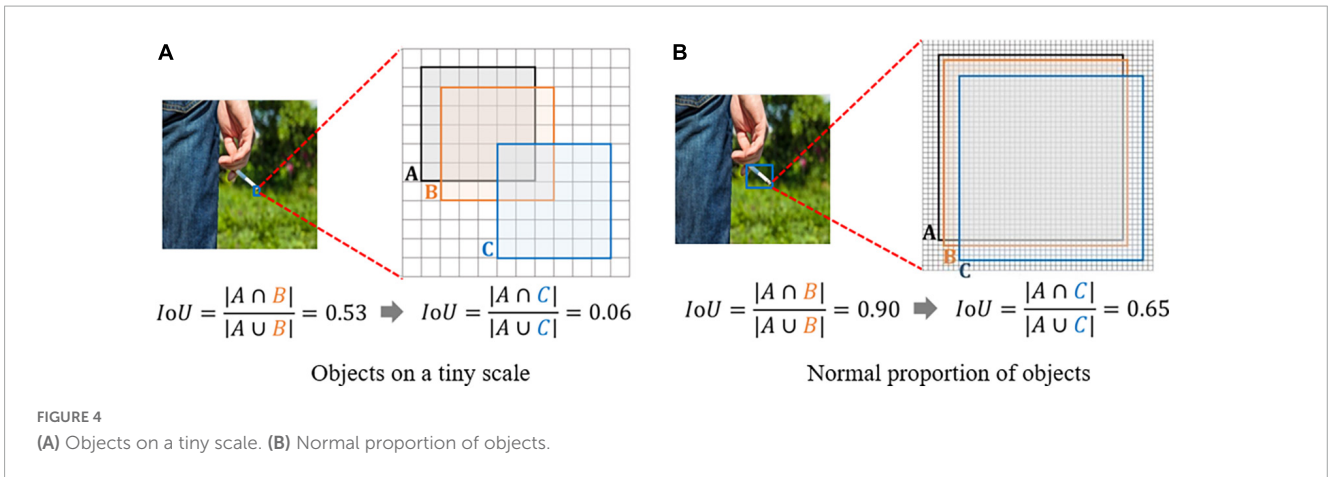 A
B
A
B
C
A
B
C
IoU = |A ∩ B| / |A ∪ B| = 0.53
IoU = |A ∩ C| / |A ∪ C| = 0.06
IoU = |A ∩ B| / |A ∪ B| = 0.90
IoU = |A ∩ C| / |A ∪ C| = 0.65
Objects on a tiny scale
Normal proportion of objects
FIGURE 4
(A) Objects on a tiny scale. (B) Normal proportion of objects.